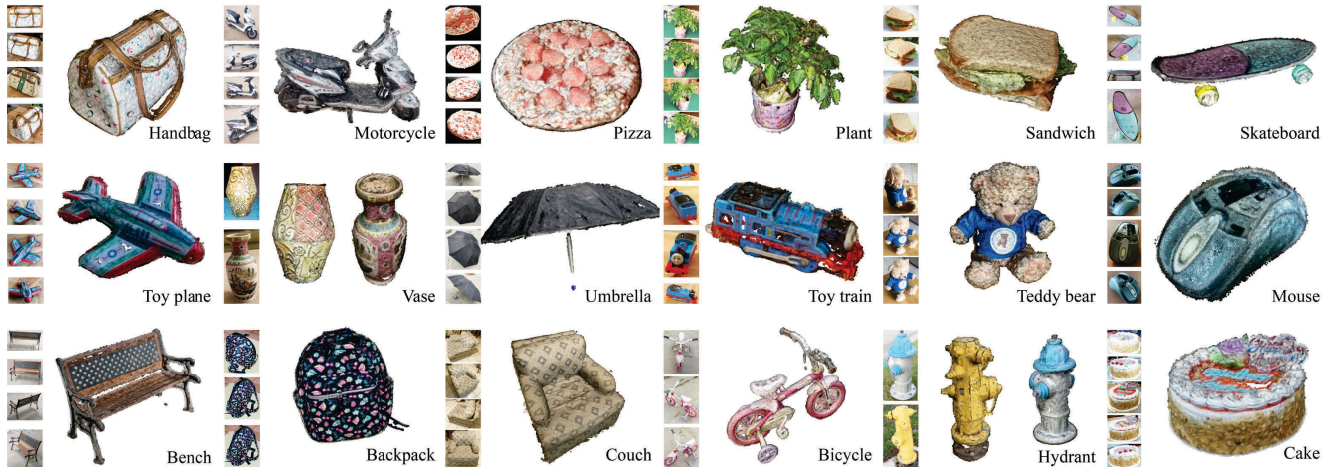 Handbag
Motorcycle
Pizza
Plant
Sandwich
Skateboard
Toy plane
Vase
Umbrella
Toy train
Teddy bear
Mouse
Bench
Backpack
Couch
Bicycle
Hydrant
Cake